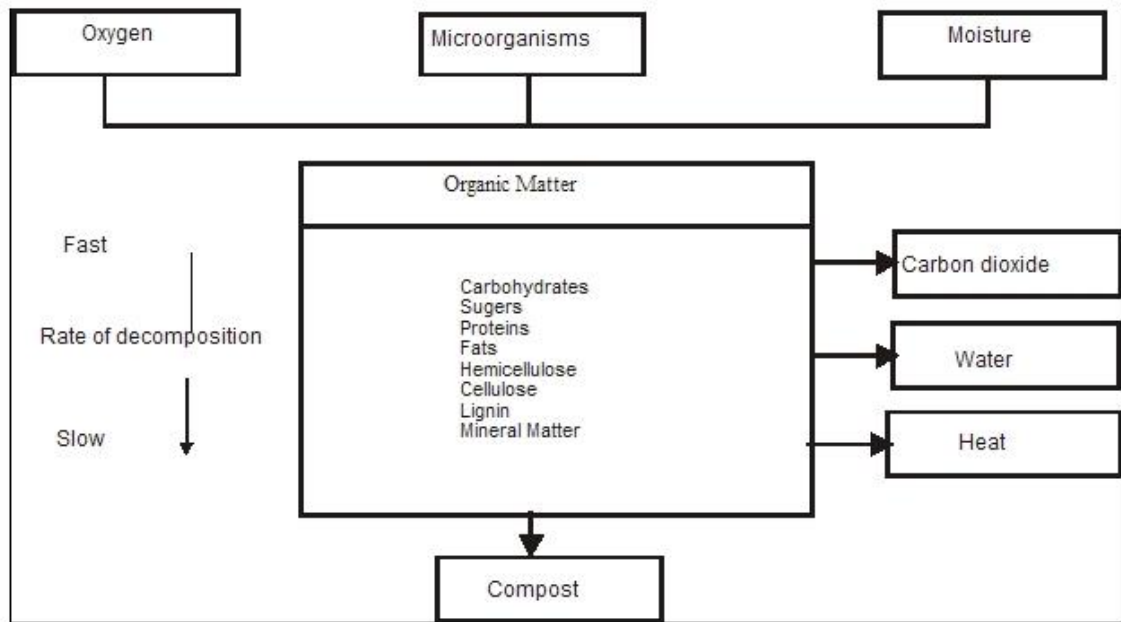 Oxygen
Microorganisms
Moisture
Organic Matter
Fast
Rate of decomposition
Slow
Carbohydrates
Sugers
Proteins
Fats
Hemicellulose
Cellulose
Lignin
Mineral Matter
Carbon dioxide
Water
Heat
Compost